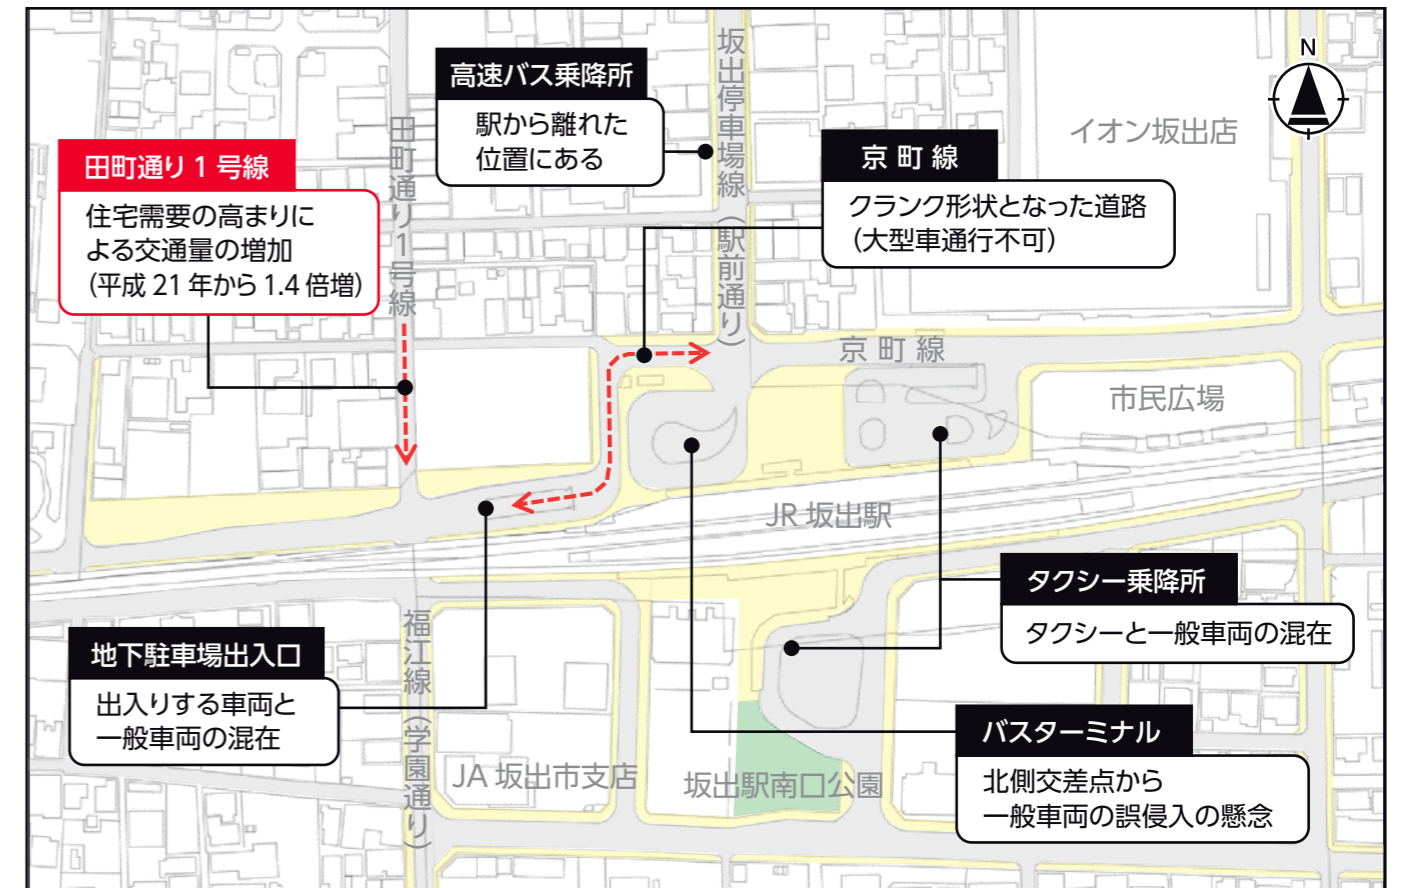 N
坂出停車場線（駅前通り）
高速バス乗降所
駅から離れた
位置にある
イオン坂出店
田町通り1号線
京町線
クランク形状となった道路
（大型車通行不可）
田町通り1号線
住宅需要の高まりに
よる交通量の増加
（平成21年から1.4倍増）
京町線
市民広場
JR坂出駅
タクシー乗降所
タクシーと一般車両の混在
福江線（学園通り）
地下駐車場出入口
出入りする車両と
一般車両の混在
バスターミナル
北側交差点から
一般車両の誤侵入の懸念
JA坂出市支店
坂出駅南口公園